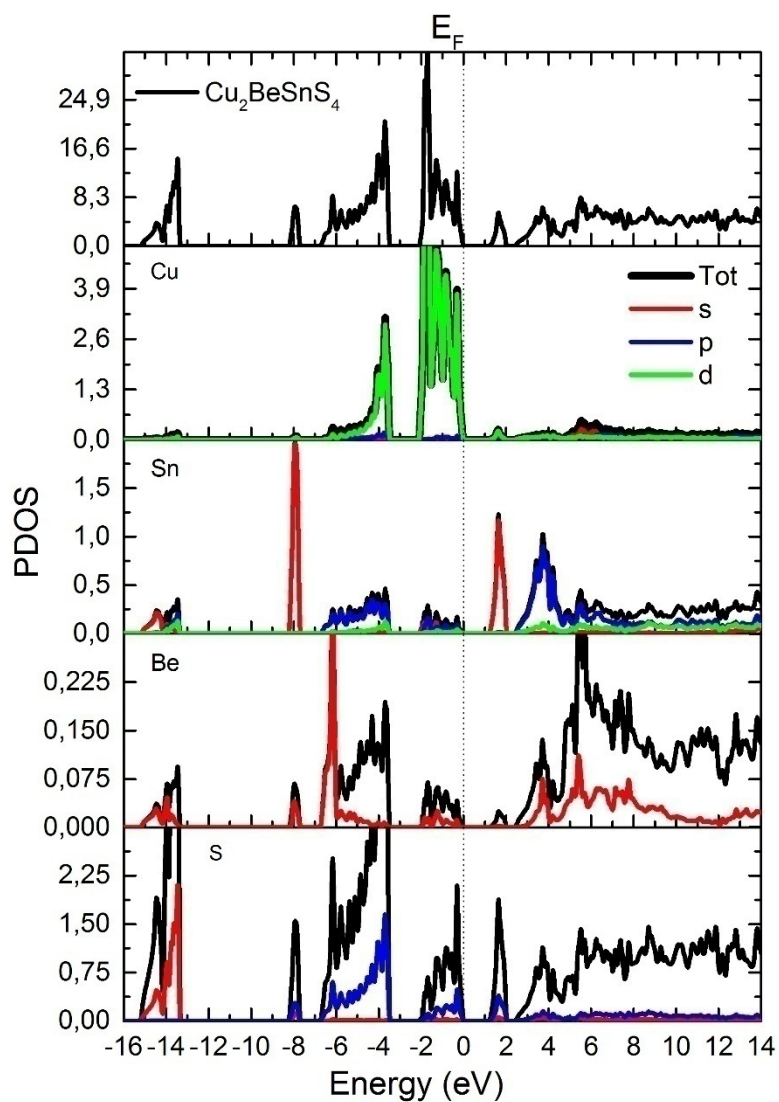 E_F
Cu₂BeSnS₄
24,9
16,6
8,3
0,0
Cu
Tot
s
p
d
3,9
2,6
1,3
0,0
Sn
1,5
1,0
0,5
0,0
Be
0,225
0,150
0,075
0,000
S
2,25
1,50
0,75
0,00
PDOS
-16 -14 -12 -10 -8 -6 -4 -2 0 2 4 6 8 10 12 14
Energy (eV)